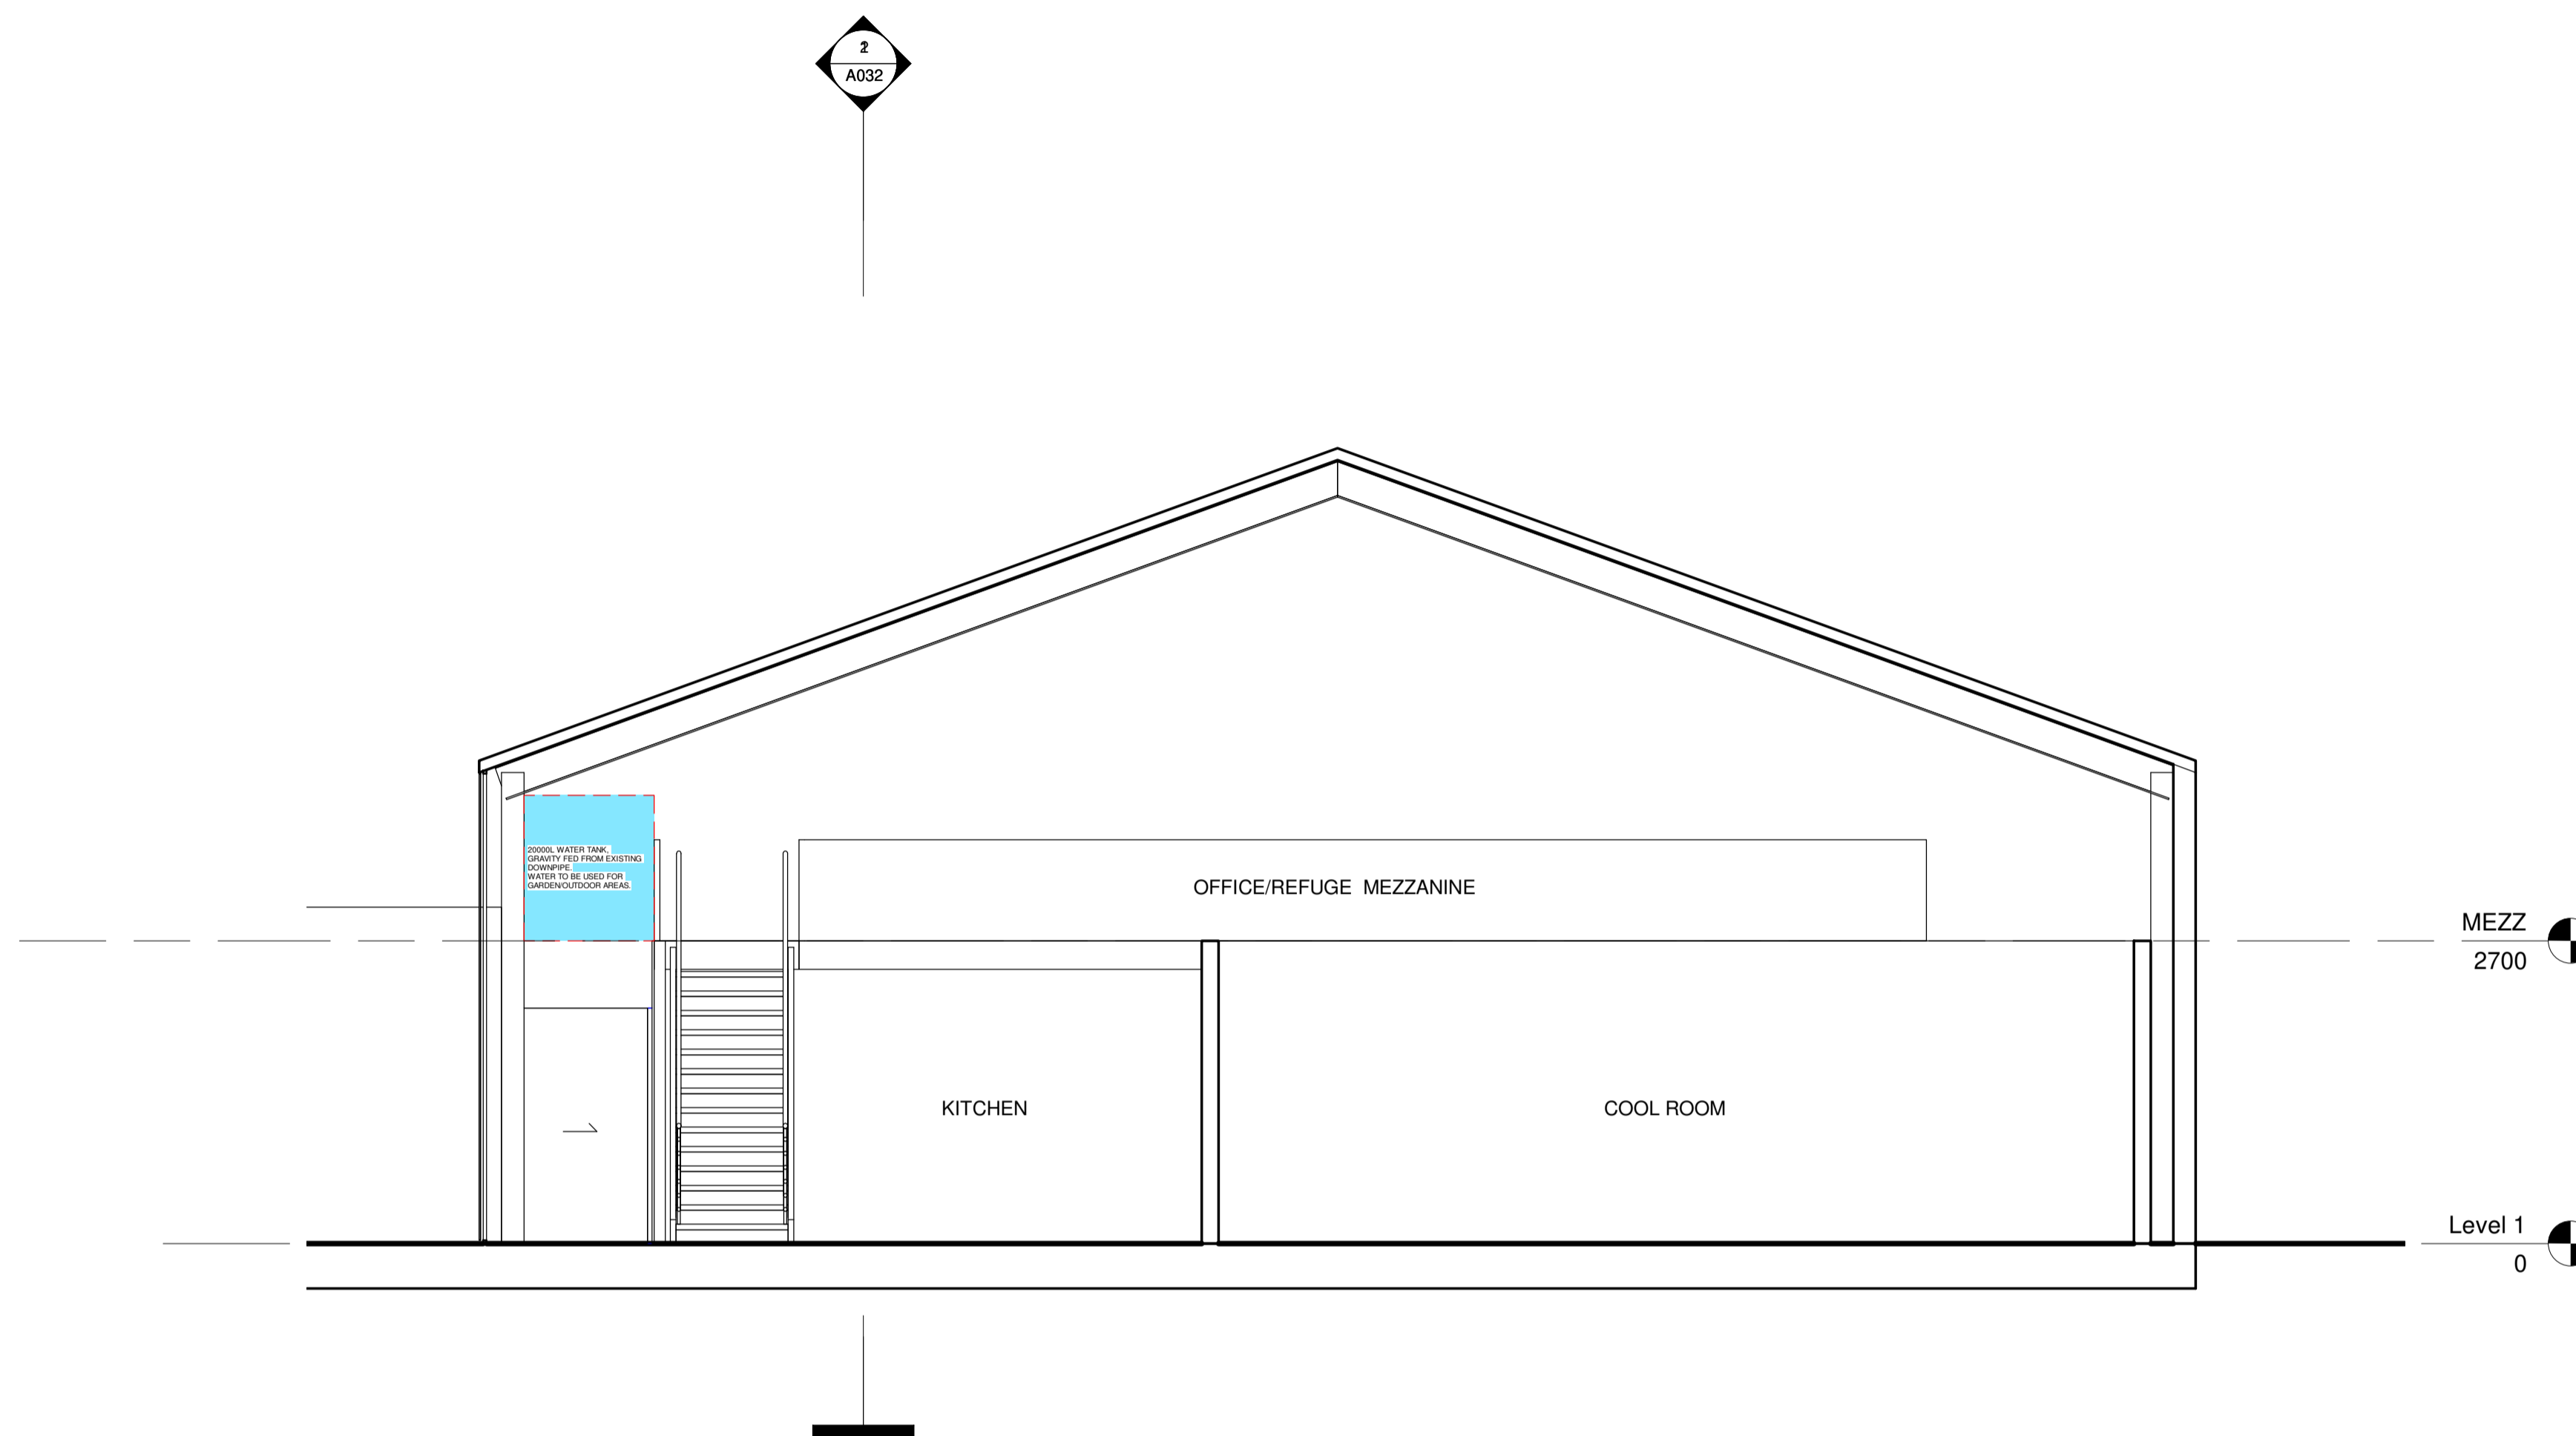 A032
20000L WATER TANK,
GRAVITY FED FROM EXISTING
DOWNPIPE.
WATER TO BE USED FOR
GARDEN/OUTDOOR AREAS.
OFFICE/REFUGE MEZZANINE
MEZZ
2700
KITCHEN
COOL ROOM
Level 1
0